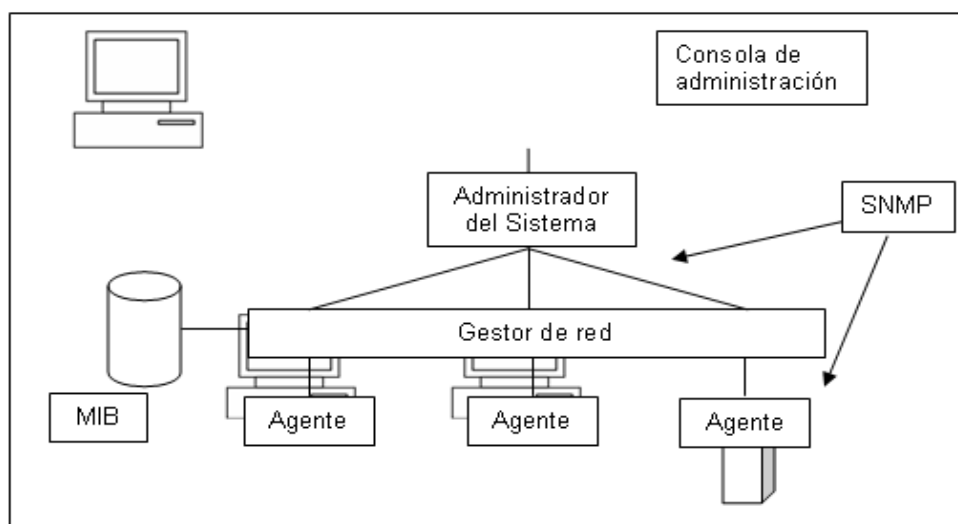 Consola de
administración
Administrador
del Sistema
SNMP
Gestor de red
MIB
Agente
Agente
Agente